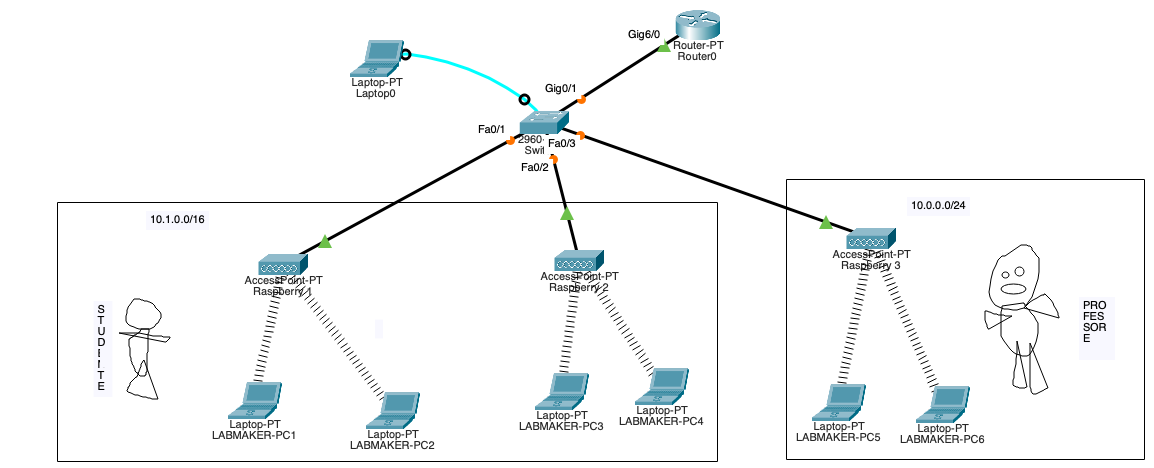 Gig6/0
Router-PT
Router0
Laptop-PT
Laptop0
Gig0/1
Fa0/1
2960-
Swit
Fa0/3
Fa0/2
10.1.0.0/16
10.0.0.0/24
AccessPoint-PT
Raspberry 1
AccessPoint-PT
Raspberry 2
AccessPoint-PT
Raspberry 3
S
T
U
D
I
I
T
E
PRO
FES
SOR
E
Laptop-PT
LABMAKER-PC1
Laptop-PT
LABMAKER-PC2
Laptop-PT
LABMAKER-PC3
Laptop-PT
LABMAKER-PC4
Laptop-PT
LABMAKER-PC5
Laptop-PT
LABMAKER-PC6